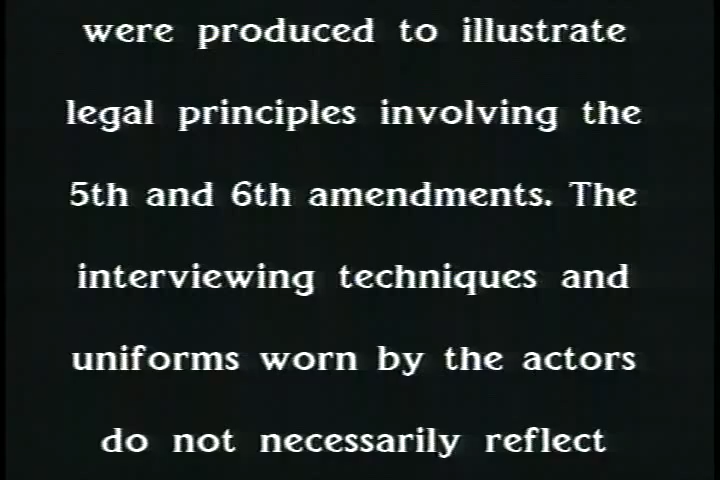 were produced to illustrate
legal principles involving the
5th and 6th amendments. The
interviewing techniques and
uniforms worn by the actors
do not necessarily reflect